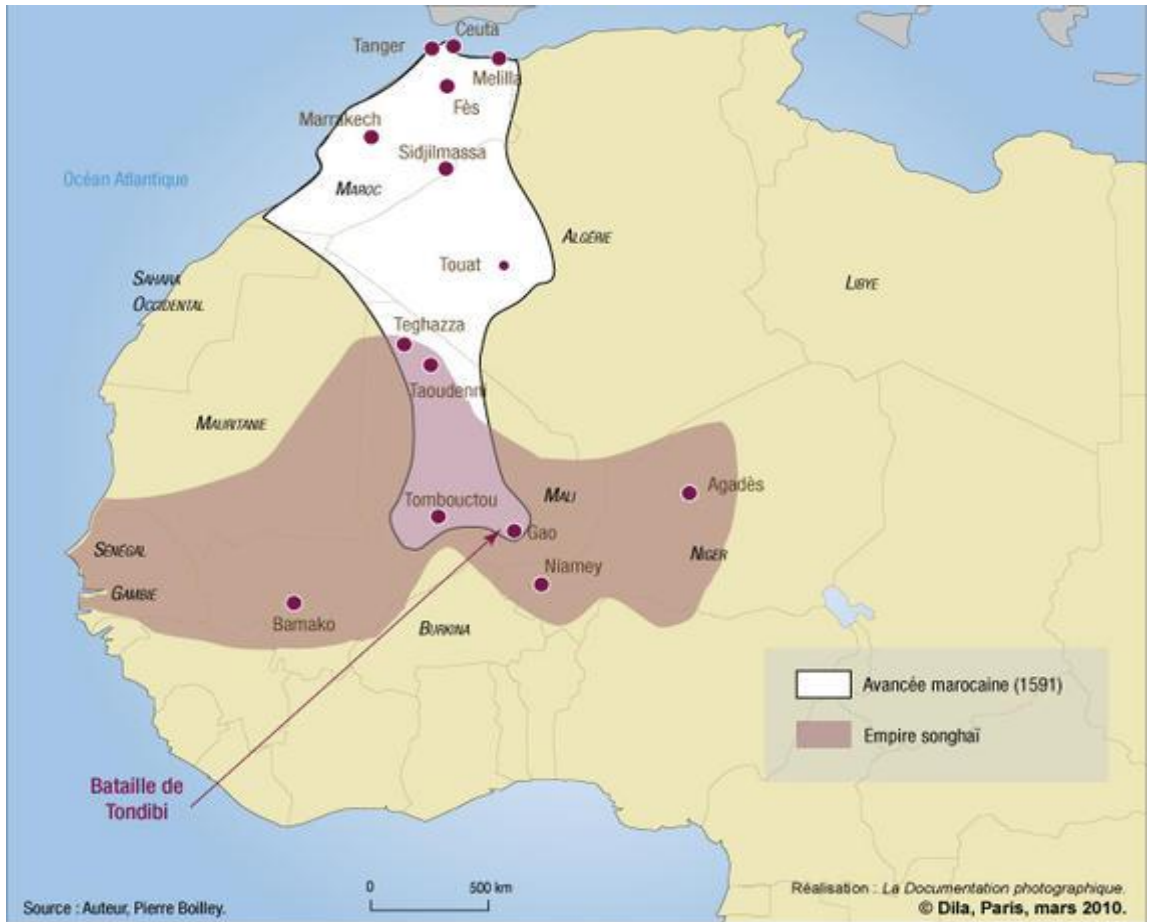 Ceuta
Tanger
Melilla
Fès
Marrakech
Sidjilmassa
Océan Atlantique
MAROC
ALGÉRIE
Touat
SAHARA
OCCIDENTAL
LIBYE
Teghazza
Taoudenni
MAURITANIE
Tombouctou
MALI
Agadès
Gao
SÉNÉGAL
NIGER
Niamey
GAMBIE
Bamako
BURKINA
Avancée marocaine (1591)
Empire songhaï
Bataille de
Tondibi
0 500 km
Source : Auteur, Pierre Boilley.
Réalisation : La Documentation photographique.
© Dila, Paris, mars 2010.